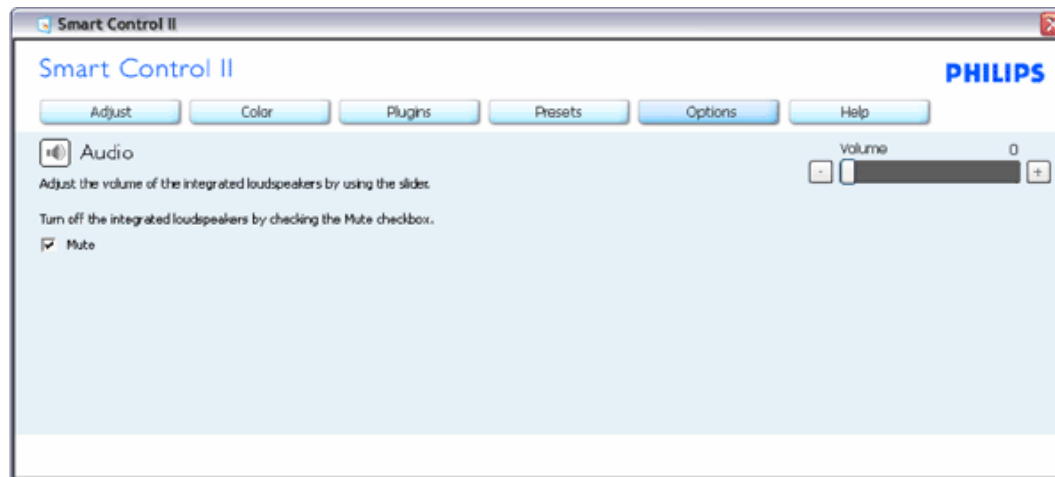 Smart Control II
Smart Control II
PHILIPS
Adjust Color Plugins Presets Options Help
Audio
Volume 0
- +
Adjust the volume of the integrated loudspeakers by using the slider.
Turn off the integrated loudspeakers by checking the Mute checkbox.
Mute